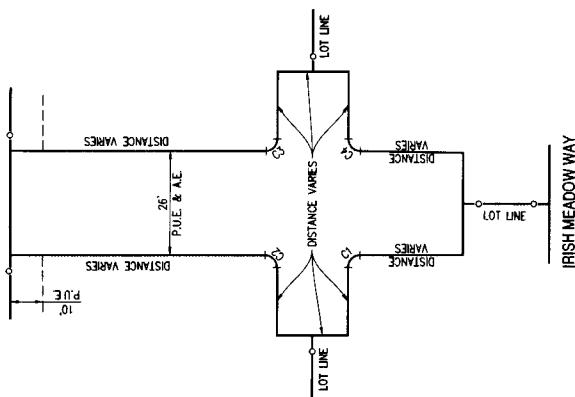 10'
P.U.E.
DISTANCE VARIES
26'
P.U.E. & A.E.
DISTANCE VARIES
LOT LINE
C2
C3
DISTANCE VARIES
C1
C4
LOT LINE
DISTANCE
VARIES
DISTANCE
VARIES
LOT LINE
IRISH MEADOW WAY